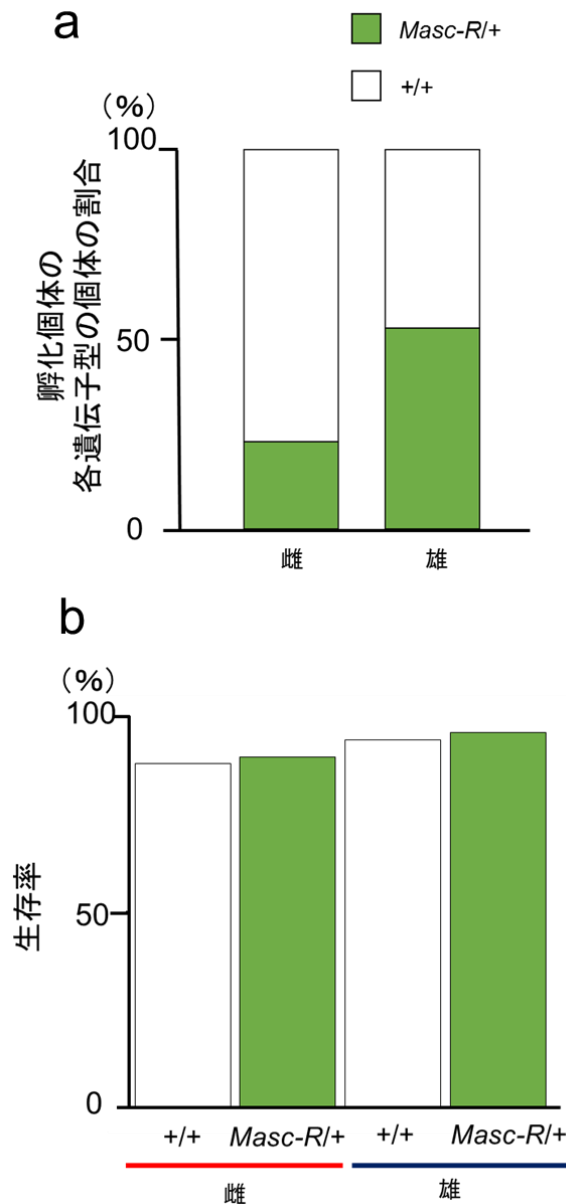 a
Masc-R/+
+/+
(%)
100
50
0
孵化個体の
各遺伝子型の個体の割合
雌 雄
b
(%)
100
50
0
生存率
+/+ Masc-R/+ +/+ Masc-R/+
雌 雄